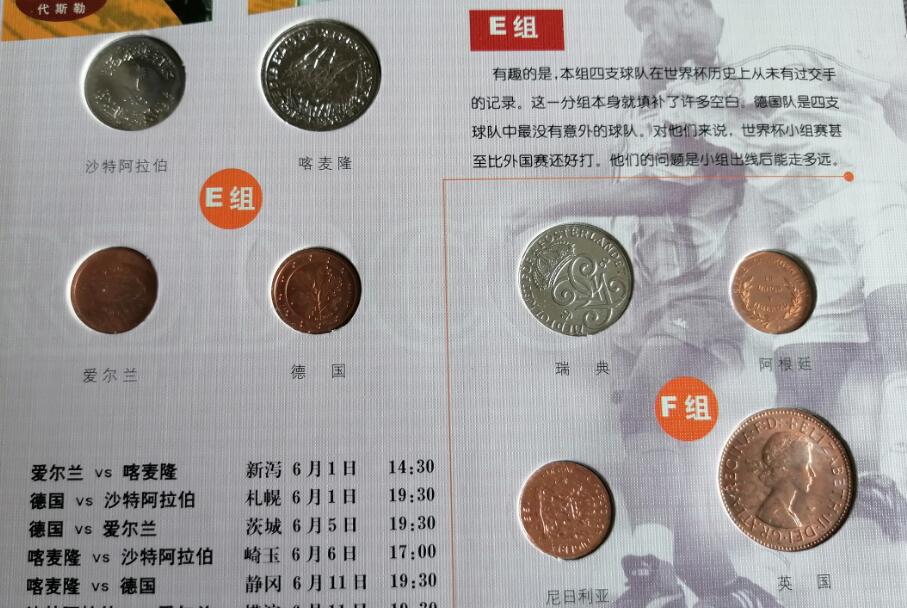 代斯勒
E组
有趣的是，本组四支球队在世界杯历史上从未有过交手
的记录。这一分组本身就填补了许多空白。德国队是四支
球队中最没有意外的球队。对他们来说，世界杯小组赛甚
至比外国赛还好打。他们的问题是小组出线后能走多远。
沙特阿拉伯
喀麦隆
E组
爱尔兰
德 国
瑞 典
阿根廷
F组
尼日利亚
英 国
爱尔兰 vs 喀麦隆 新泻 6月1日 14:30
德国 vs 沙特阿拉伯 札幌 6月1日 19:30
德国 vs 爱尔兰 茨城 6月5日 19:30
喀麦隆 vs 沙特阿拉伯 崎玉 6月6日 17:00
喀麦隆 vs 德国 静冈 6月11日 19:30